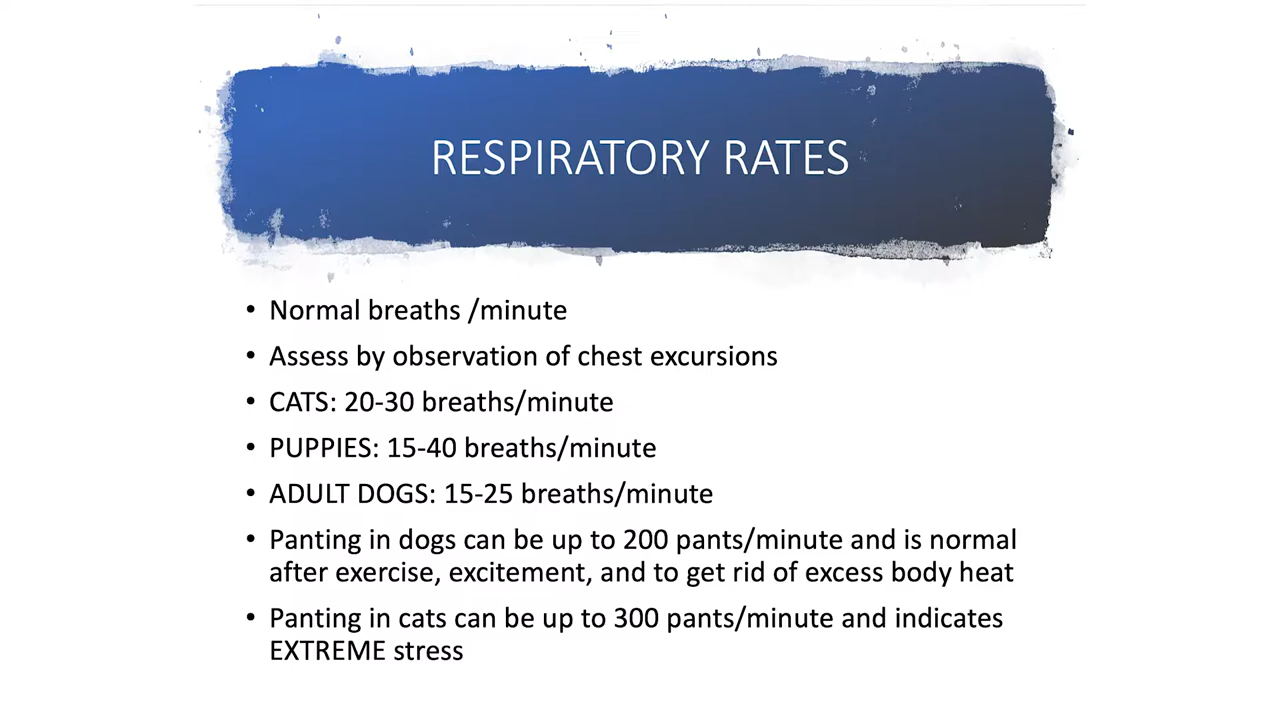 RESPIRATORY RATES
• Normal breaths /minute
• Assess by observation of chest excursions
• CATS: 20-30 breaths/minute
• PUPPIES: 15-40 breaths/minute
• ADULT DOGS: 15-25 breaths/minute
• Panting in dogs can be up to 200 pants/minute and is normal
after exercise, excitement, and to get rid of excess body heat
• Panting in cats can be up to 300 pants/minute and indicates
EXTREME stress